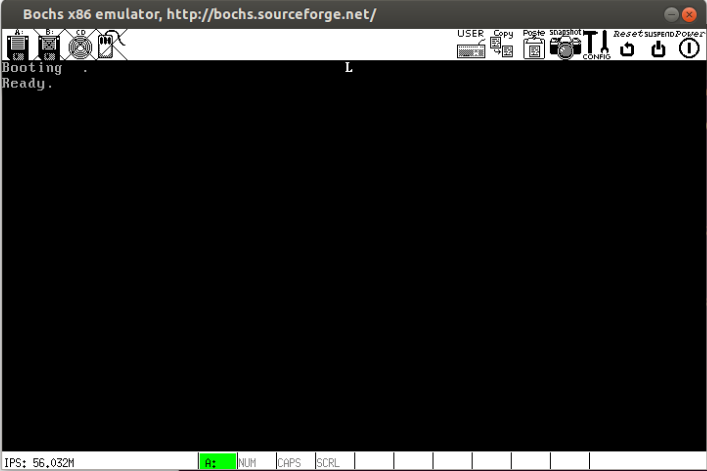 Bochs x86 emulator, http://bochs.sourceforge.net/
A: B: CD USER Copy Paste snapshot CONFIG Reset SUSPEND Power
Booting . L
Ready.
IPS: 56.032M A: NUM CAPS SCRL